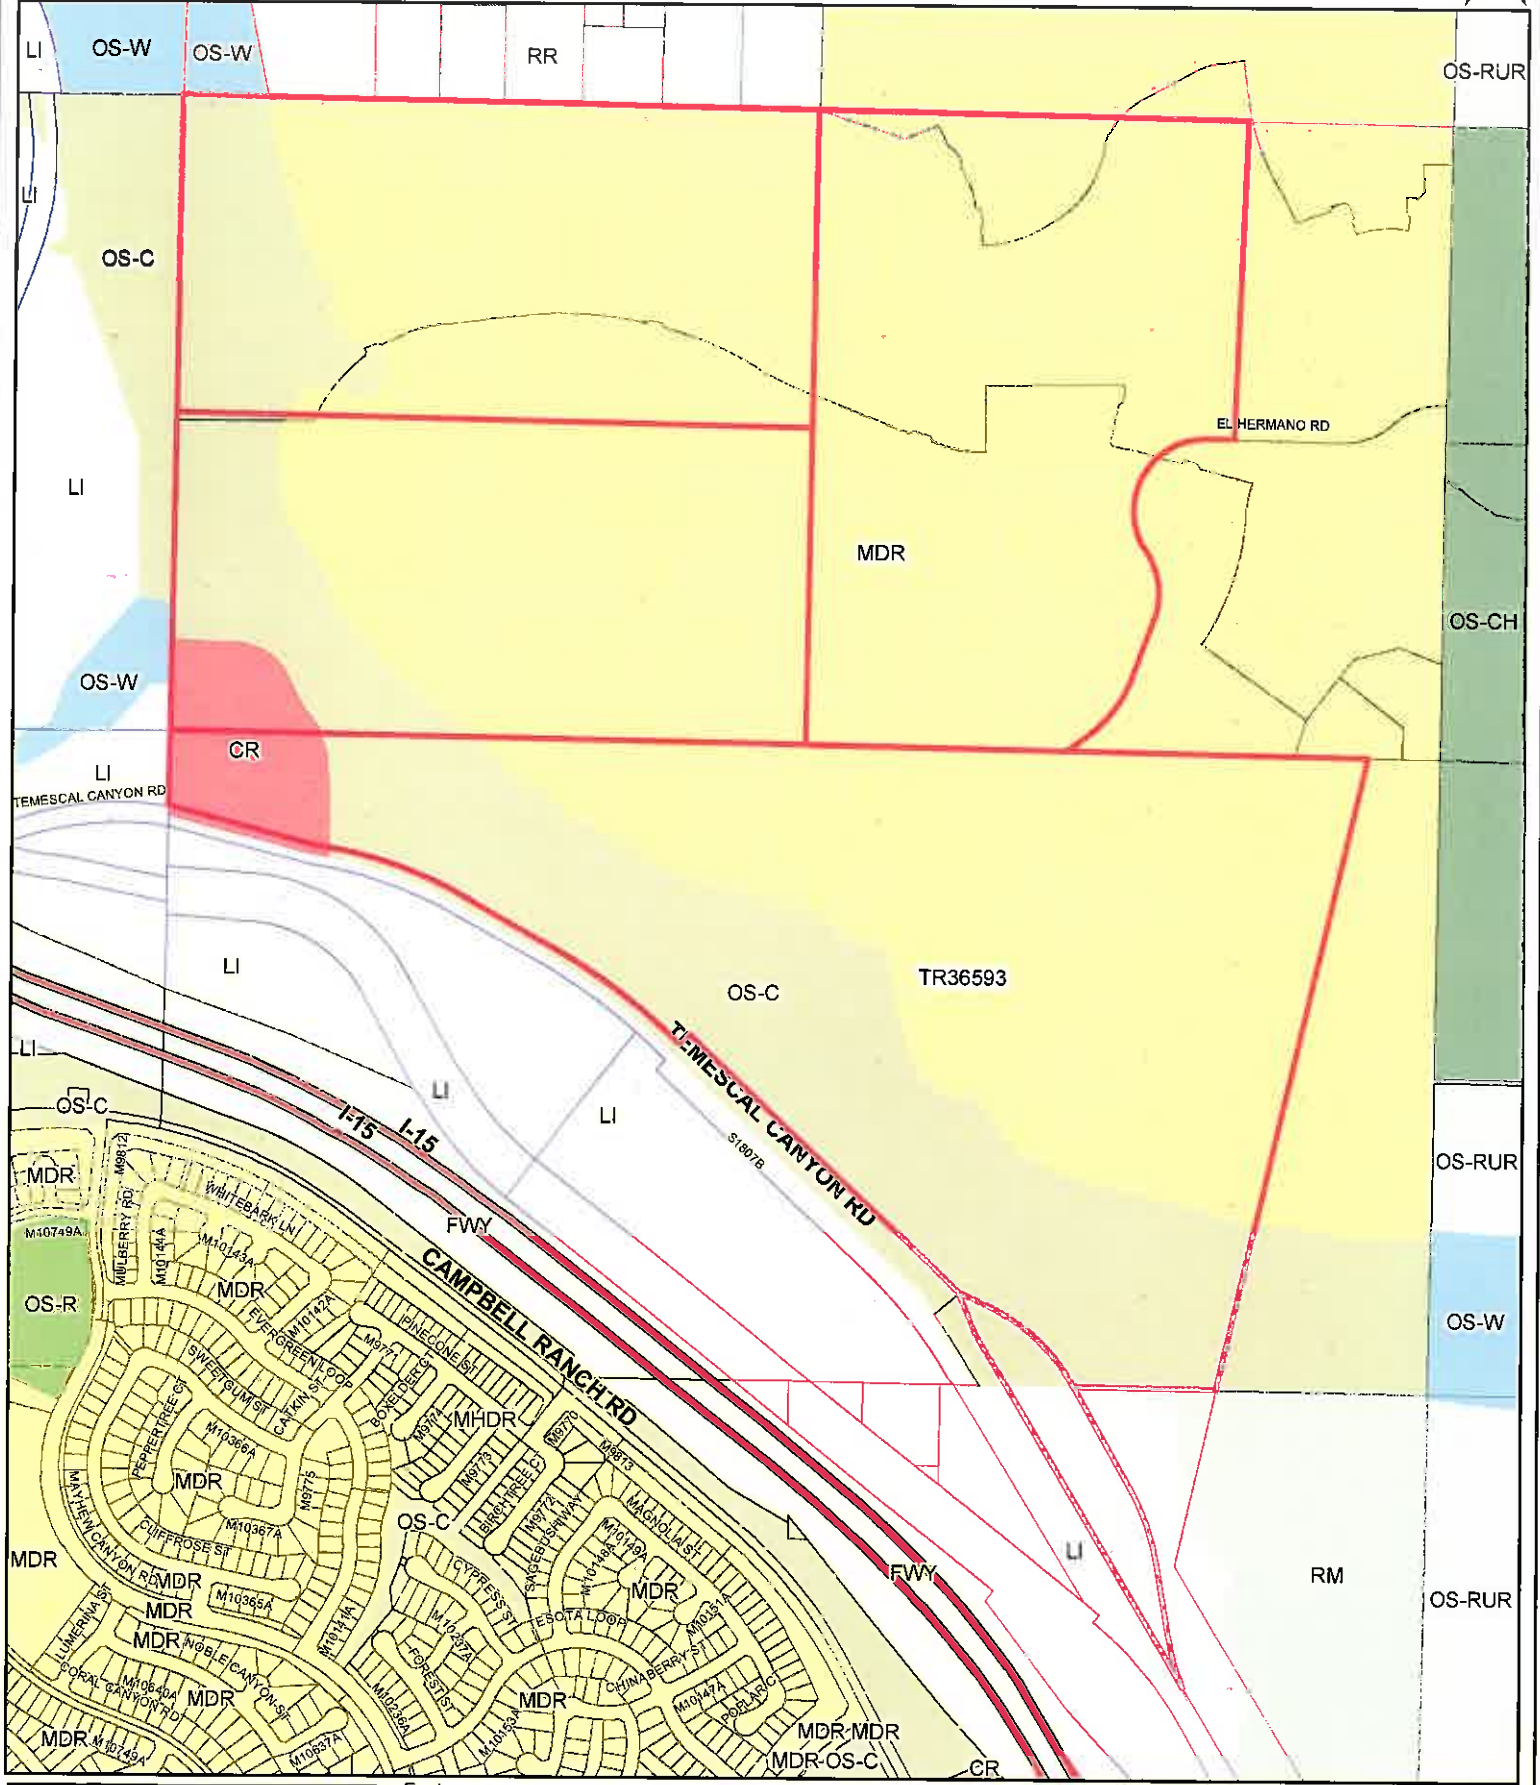 LI
OS-W
OS-W
RR
OS-RUR
LI
OS-C
EL HERMANO RD
LI
MDR
OS-CH
OS-W
CR
LI
TEMESCAL CANYON RD
LI
OS-C
TR36593
TEMESCAL CANYON RD
LI
LI
LI
OS-C
I-15
I-15
S1807B
OS-RUR
MDR
M9812
WHITEBARK LN
MULBERRY RD
M10144A
M10749A
M10143A
FWY
OS-R
MDR
CAMPBELL RANCH RD
M10142A
EVERGREEN LOOP
PINECONE ST
M9771
OS-W
SWEETGUM ST
CATKIN ST
BOXELDER CT
PEPPERTREE CT
M9774
MHDR
M9770
M10366A
M9813
MDR
M9773
M9775
BIRCHTREE CT
MAYHEW CANYON RD
M9772
SAGEBUSH WAY
MAGNOLIA ST
OS-C
M10367A
CLIFFROSE ST
M10149A
M10148A
LI
MDR
CYPRESS ST
FWY
RM
MDR
MDR
M10365A
OS-RUR
LUMERINA ST
MDR
M10141A
M10237A
TESOTA LOOP
M10151A
MDR
NOBLE CANYON ST
CHINABERRY ST
FOREST ST
CORAL CANYON RD
M10640A
MDR
M10236A
MDR
M10147A
POPLAR CT
M10153A
MDR
M10749A
M10637A
MDR MDR
MDR OS-C
CR